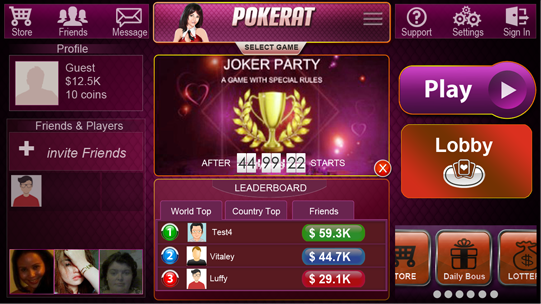 Store
Friends
Message
POKERAT
Support
Settings
Sign In
SELECT GAME
Profile
Guest
$12.5K
10 coins
JOKER PARTY
A GAME WITH SPECIAL RULES
AFTER 44 99 22 STARTS
Play
Friends & Players
+ invite Friends
Lobby
LEADERBOARD
World Top
Country Top
Friends
1 Test4 $ 59.3K
2 Vitaley $ 44.7K
3 Luffy $ 29.1K
TORE
Daily Bous
LOTTE